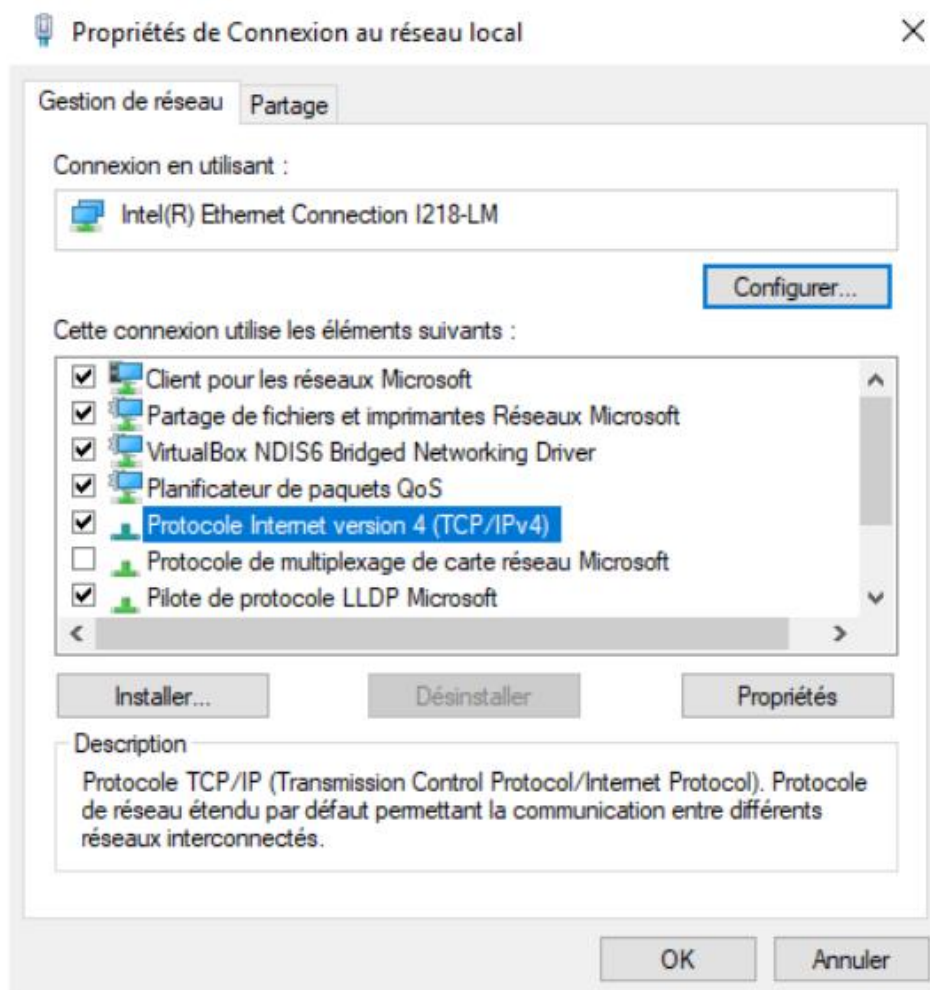 Propriétés de Connexion au réseau local
Gestion de réseau Partage
Connexion en utilisant :
Intel(R) Ethernet Connection I218-LM
Configurer...
Cette connexion utilise les éléments suivants :
Client pour les réseaux Microsoft
Partage de fichiers et imprimantes Réseaux Microsoft
VirtualBox NDIS6 Bridged Networking Driver
Planificateur de paquets QoS
Protocole Internet version 4 (TCP/IPv4)
Protocole de multiplexage de carte réseau Microsoft
Pilote de protocole LLDP Microsoft
Installer... Désinstaller Propriétés
Description
Protocole TCP/IP (Transmission Control Protocol/Internet Protocol). Protocole
de réseau étendu par défaut permettant la communication entre différents
réseaux interconnectés.
OK Annuler